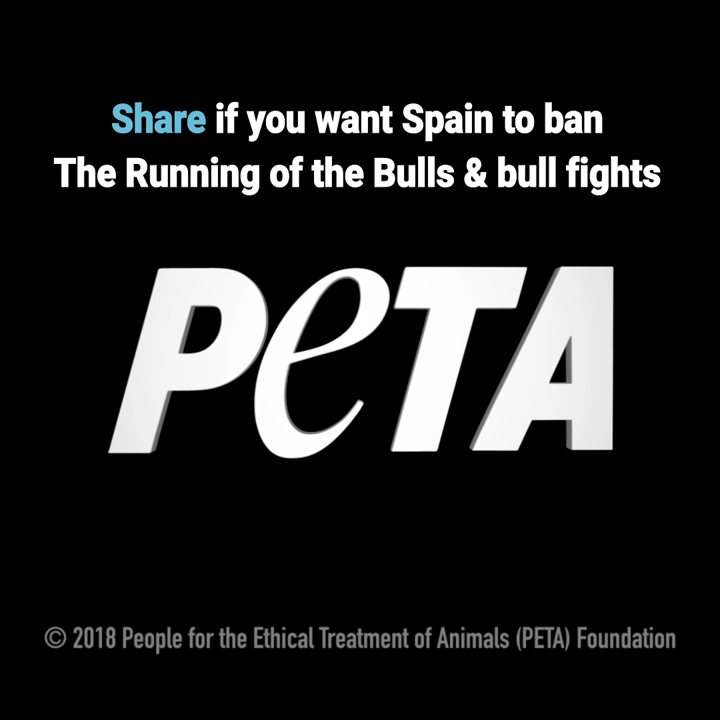 Share if you want Spain to ban
The Running of the Bulls & bull fights
PeTA
© 2018 People for the Ethical Treatment of Animals (PETA) Foundation